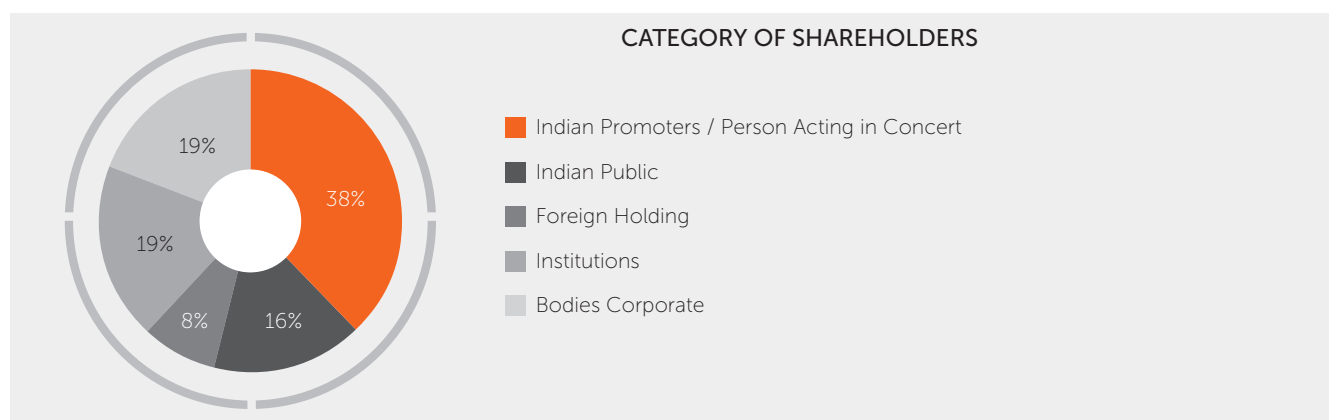 CATEGORY OF SHAREHOLDERS
19%
38%
19%
8%
16%
Indian Promoters / Person Acting in Concert
Indian Public
Foreign Holding
Institutions
Bodies Corporate